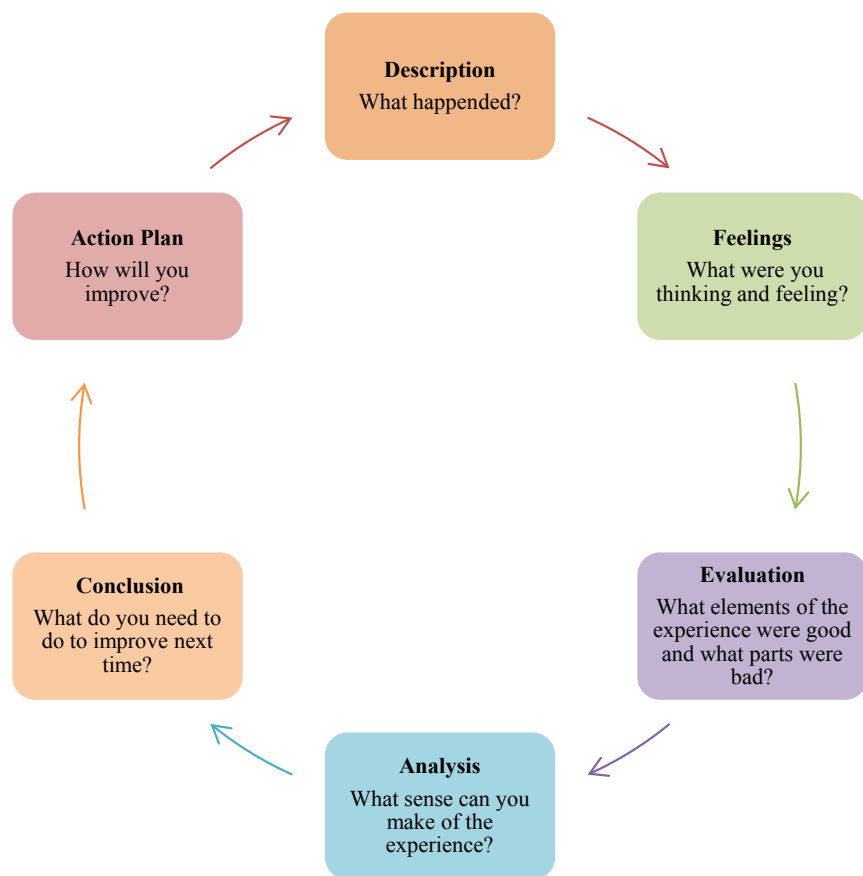 Description
What happended?
Feelings
What were you
thinking and feeling?
Evaluation
What elements of the
experience were good
and what parts were
bad?
Analysis
What sense can you
make of the
experience?
Conclusion
What do you need to
do to improve next
time?
Action Plan
How will you
improve?